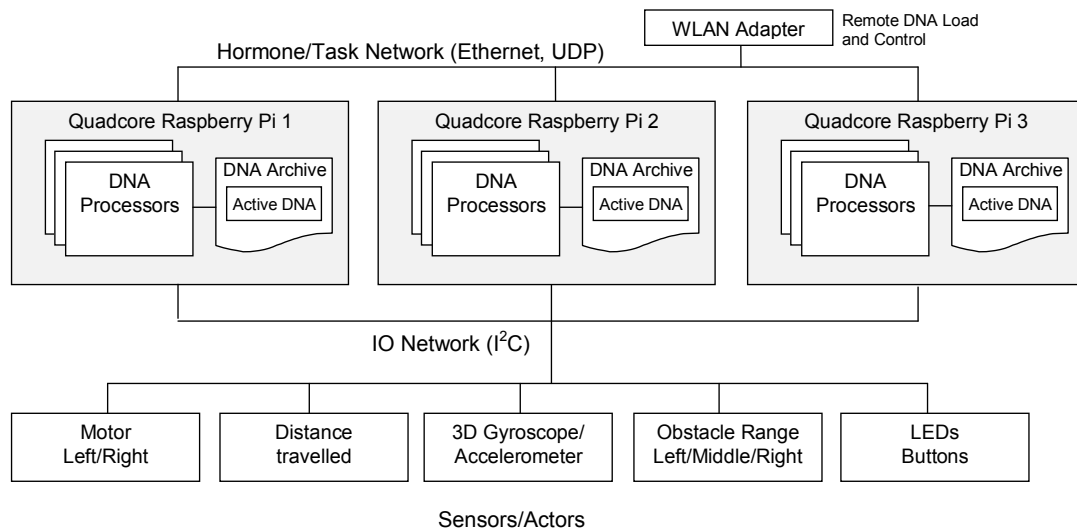 WLAN Adapter
Remote DNA Load
and Control
Hormone/Task Network (Ethernet, UDP)
Quadcore Raspberry Pi 1
DNA
Processors
DNA Archive
Active DNA
Quadcore Raspberry Pi 2
DNA
Processors
DNA Archive
Active DNA
Quadcore Raspberry Pi 3
DNA
Processors
DNA Archive
Active DNA
IO Network (I²C)
Motor
Left/Right
Distance
travelled
3D Gyroscope/
Accelerometer
Obstacle Range
Left/Middle/Right
LEDs
Buttons
Sensors/Actors